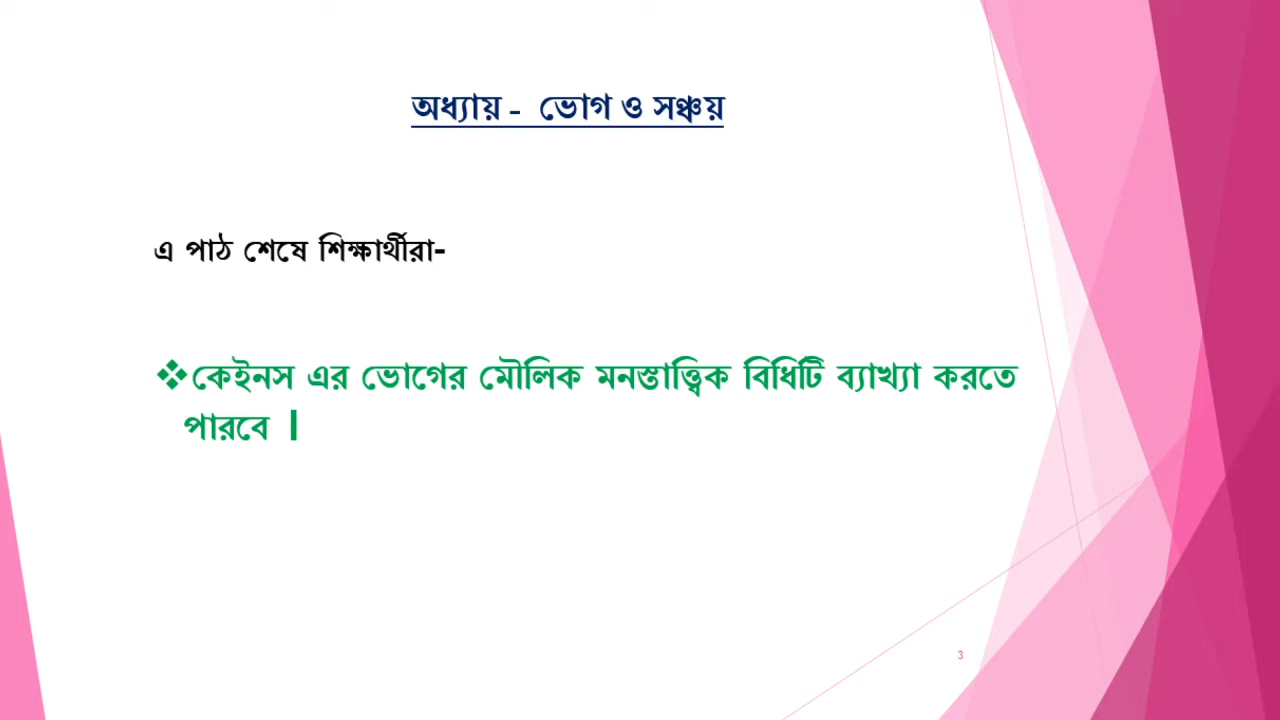 অধ্যায় - ভোগ ও সঞ্চয়
এ পাঠ শেষে শিক্ষার্থীরা-
❖কেইনস এর ভোগের মৌলিক মনস্তাত্ত্বিক বিধিটি ব্যাখ্যা করতে
পারবে ।
3